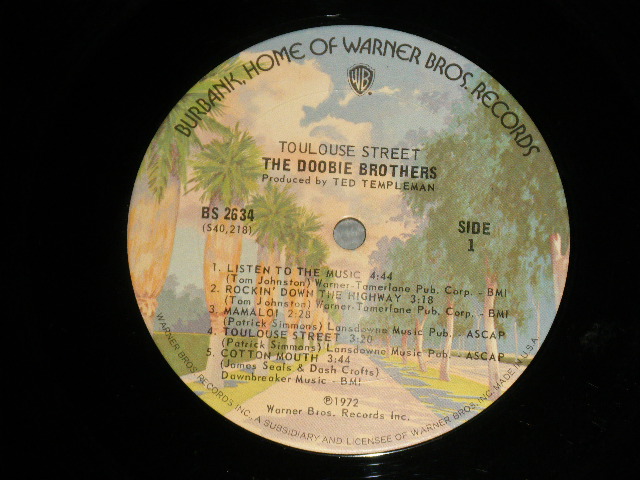 BURBANK, HOME OF WARNER BROS. RECORDS
WB
TOULOUSE STREET
THE DOOBIE BROTHERS
Produced by TED TEMPLEMAN
BS 2634
(S40,218)
SIDE
1
1. LISTEN TO THE MUSIC 4:44
(Tom Johnston) Warner-Tamerlane Pub. Corp. - BMI
2. ROCKIN' DOWN THE HIGHWAY 3:18
(Tom Johnston) Warner-Tamerlane Pub. Corp. - BMI
3. MAMALOI 2:28
(Patrick Simmons) Lansdowne Music Pub. - ASCAP
4. TOULOUSE STREET 3:20
(Patrick Simmons) Lansdowne Music Pub. - ASCAP
5. COTTON MOUTH 3:44
(James Seals & Dash Crofts)
Dawnbreaker Music - BMI
℗1972
Warner Bros. Records Inc.
WARNER BROS. RECORDS INC., A SUBSIDIARY AND LICENSEE OF WARNER BROS. INC. MADE IN U.S.A.